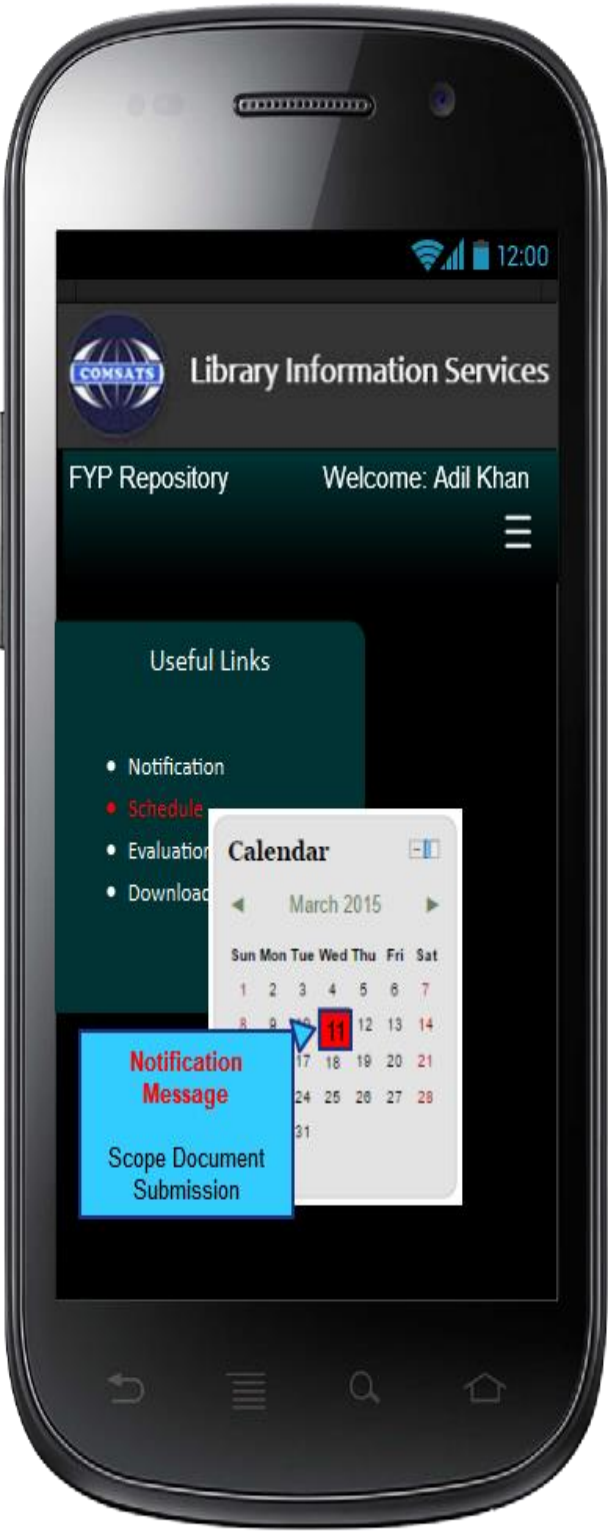 12:00
COMSATS
Library Information Services
FYP Repository
Welcome: Adil Khan
Useful Links
• Notification
• Schedule
• Evaluation
• Download
Calendar
March 2015
Sun Mon Tue Wed Thu Fri Sat
1 2 3 4 5 6 7
8 9 10 11 12 13 14
17 18 19 20 21
24 25 26 27 28
31
Notification
Message
Scope Document
Submission